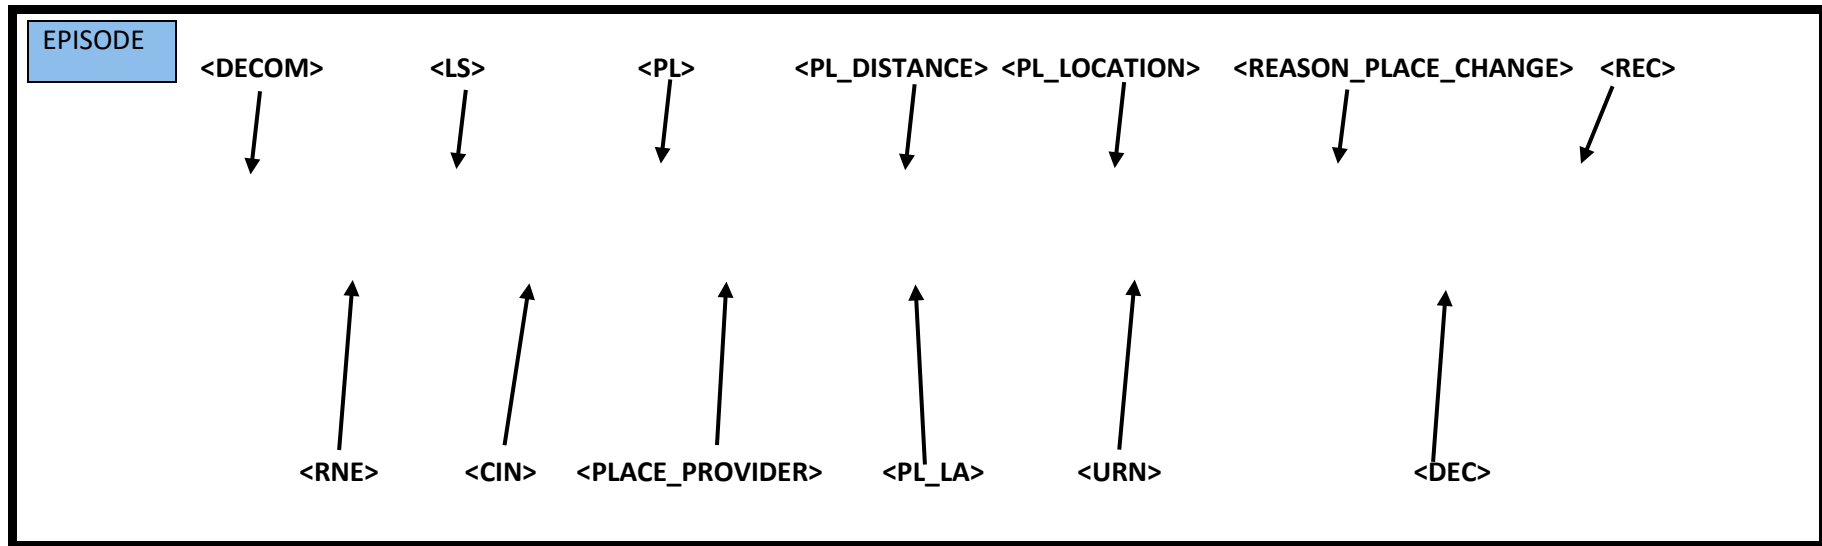 EPISODE
<DECOM> <LS> <PL> <PL_DISTANCE> <PL_LOCATION> <REASON_PLACE_CHANGE> <REC>
<RNE> <CIN> <PLACE_PROVIDER> <PL_LA> <URN> <DEC>